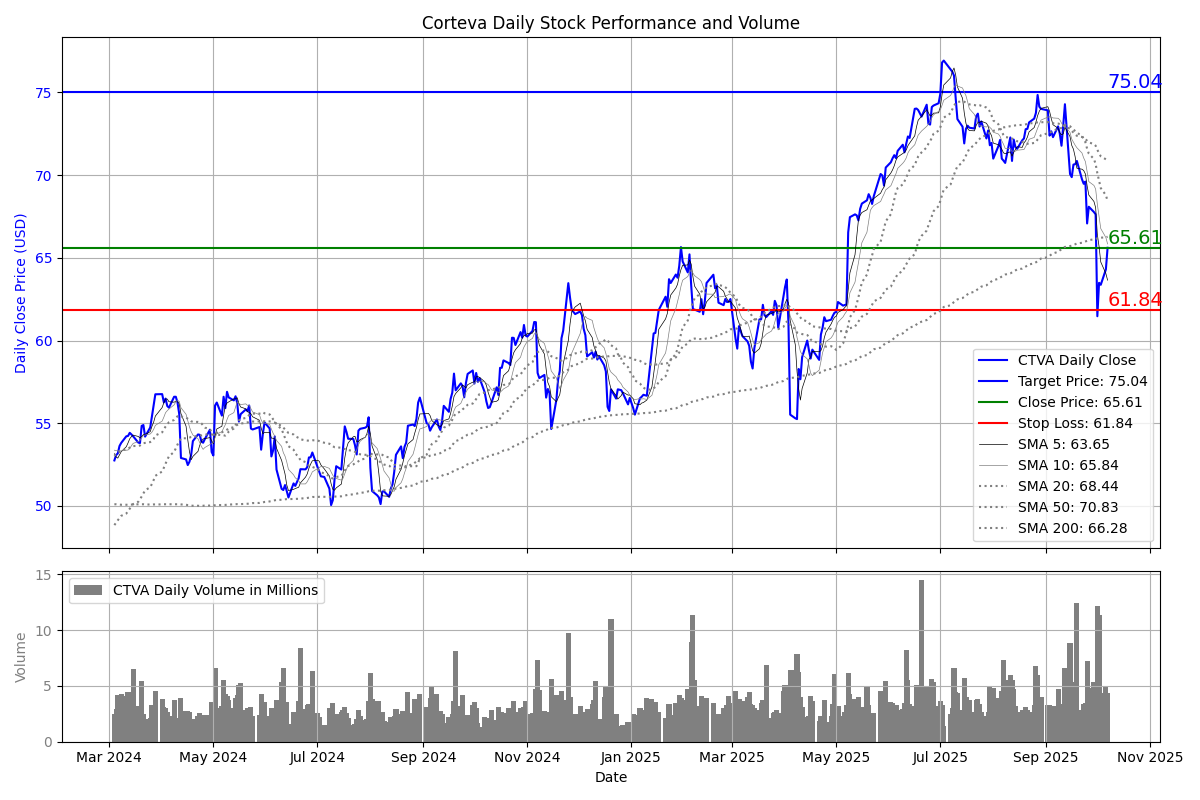 Corteva Daily Stock Performance and Volume
Daily Close Price (USD)
75
70
65
60
55
50
75.04
65.61
61.84
CTVA Daily Close
Target Price: 75.04
Close Price: 65.61
Stop Loss: 61.84
SMA 5: 63.65
SMA 10: 65.84
SMA 20: 68.44
SMA 50: 70.83
SMA 200: 66.28
Volume
15
10
5
0
CTVA Daily Volume in Millions
Mar 2024 May 2024 Jul 2024 Sep 2024 Nov 2024 Jan 2025 Mar 2025 May 2025 Jul 2025 Sep 2025 Nov 2025
Date